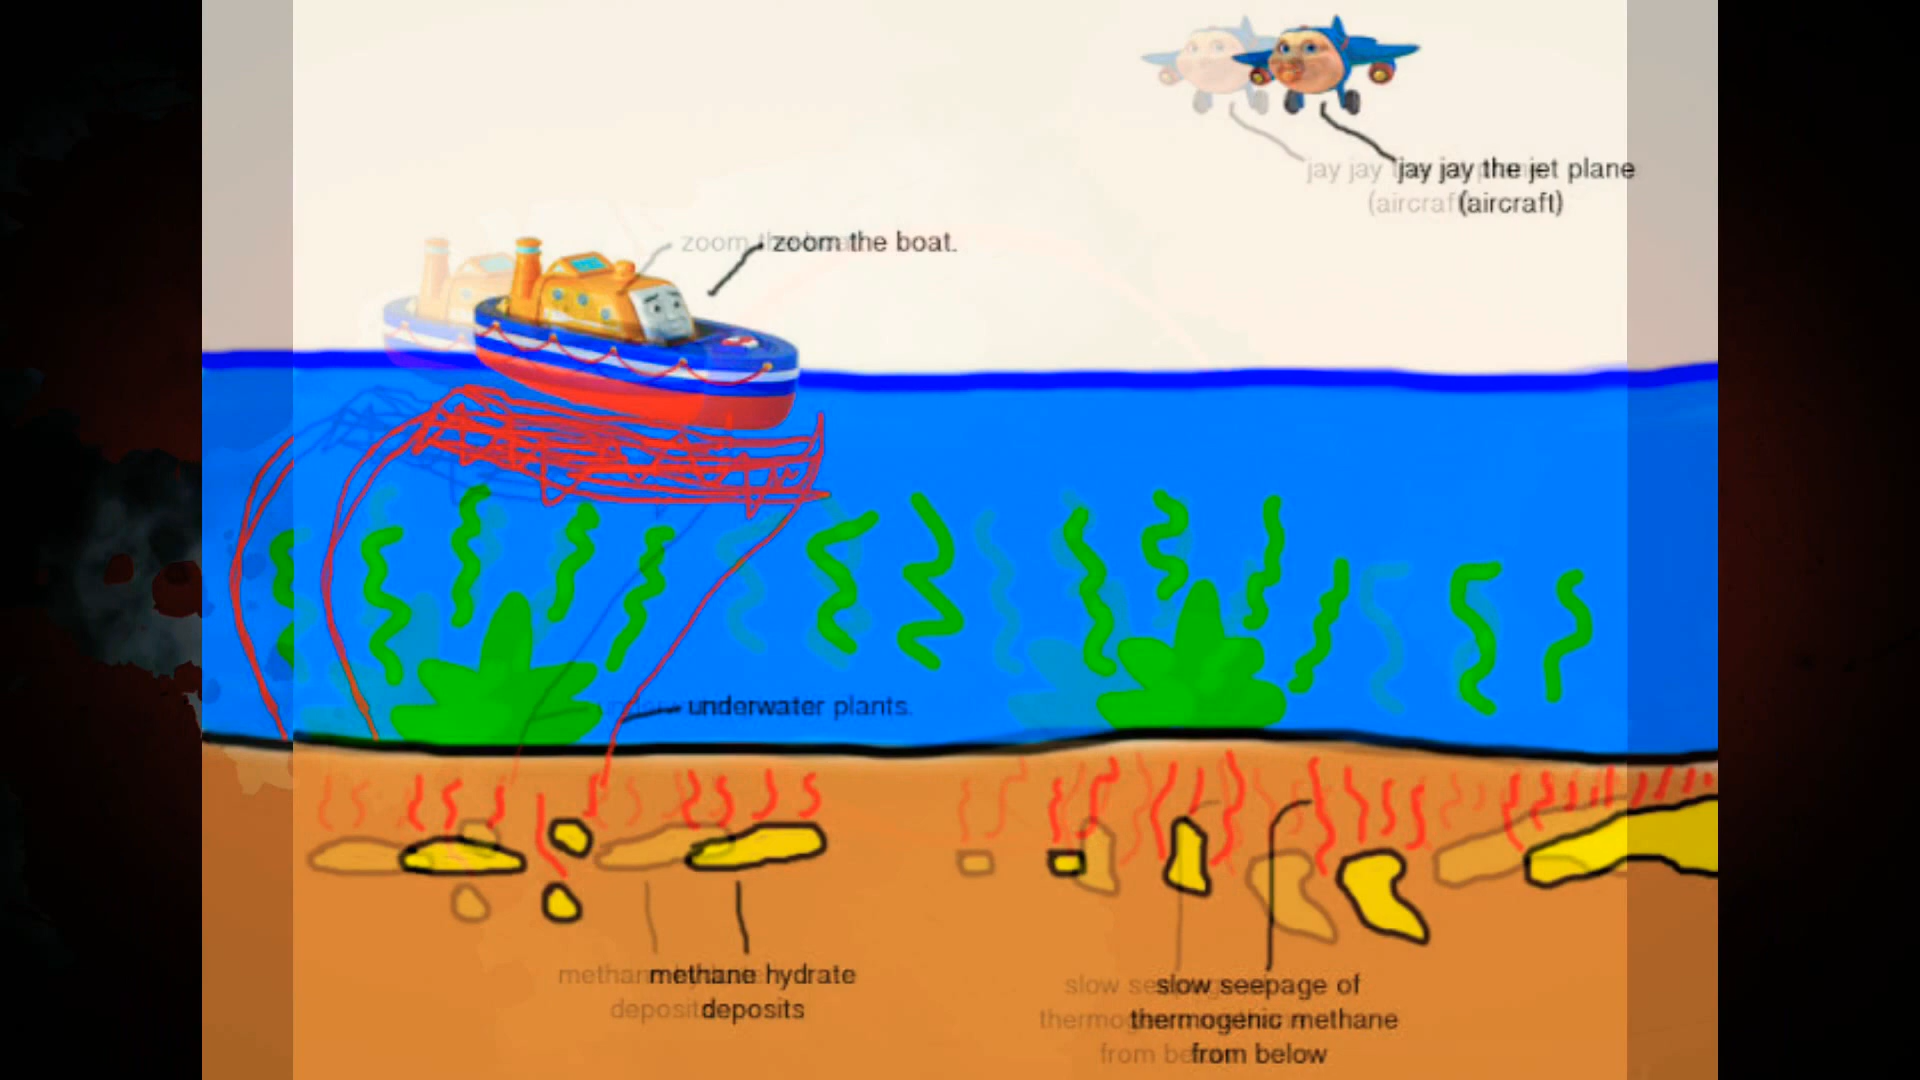 jay jay the jet plane
(aircraft)
zoom the boat.
underwater plants.
methane hydrate
deposits
slow seepage of
thermogenic methane
from below